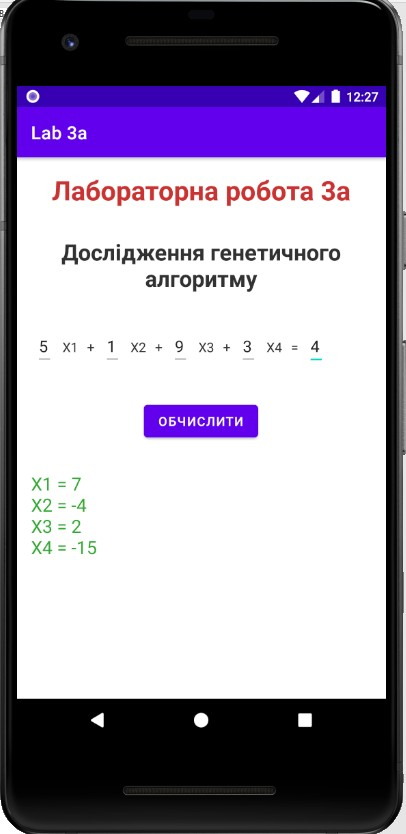 12:27
Lab 3a
Лабораторна робота 3а
Дослідження генетичного
алгоритму
5 X1 + 1 X2 + 9 X3 + 3 X4 = 4
ОБЧИСЛИТИ
X1 = 7
X2 = -4
X3 = 2
X4 = -15